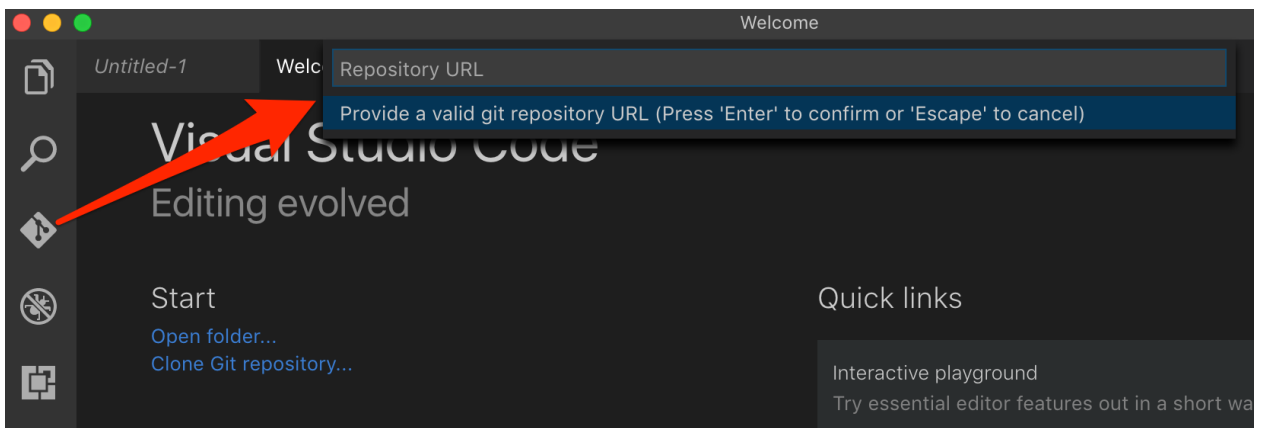 Welcome
Untitled-1
Welc
Repository URL
Provide a valid git repository URL (Press 'Enter' to confirm or 'Escape' to cancel)
Visual Studio Code
Editing evolved
Start
Open folder...
Clone Git repository...
Quick links
Interactive playground
Try essential editor features out in a short wa